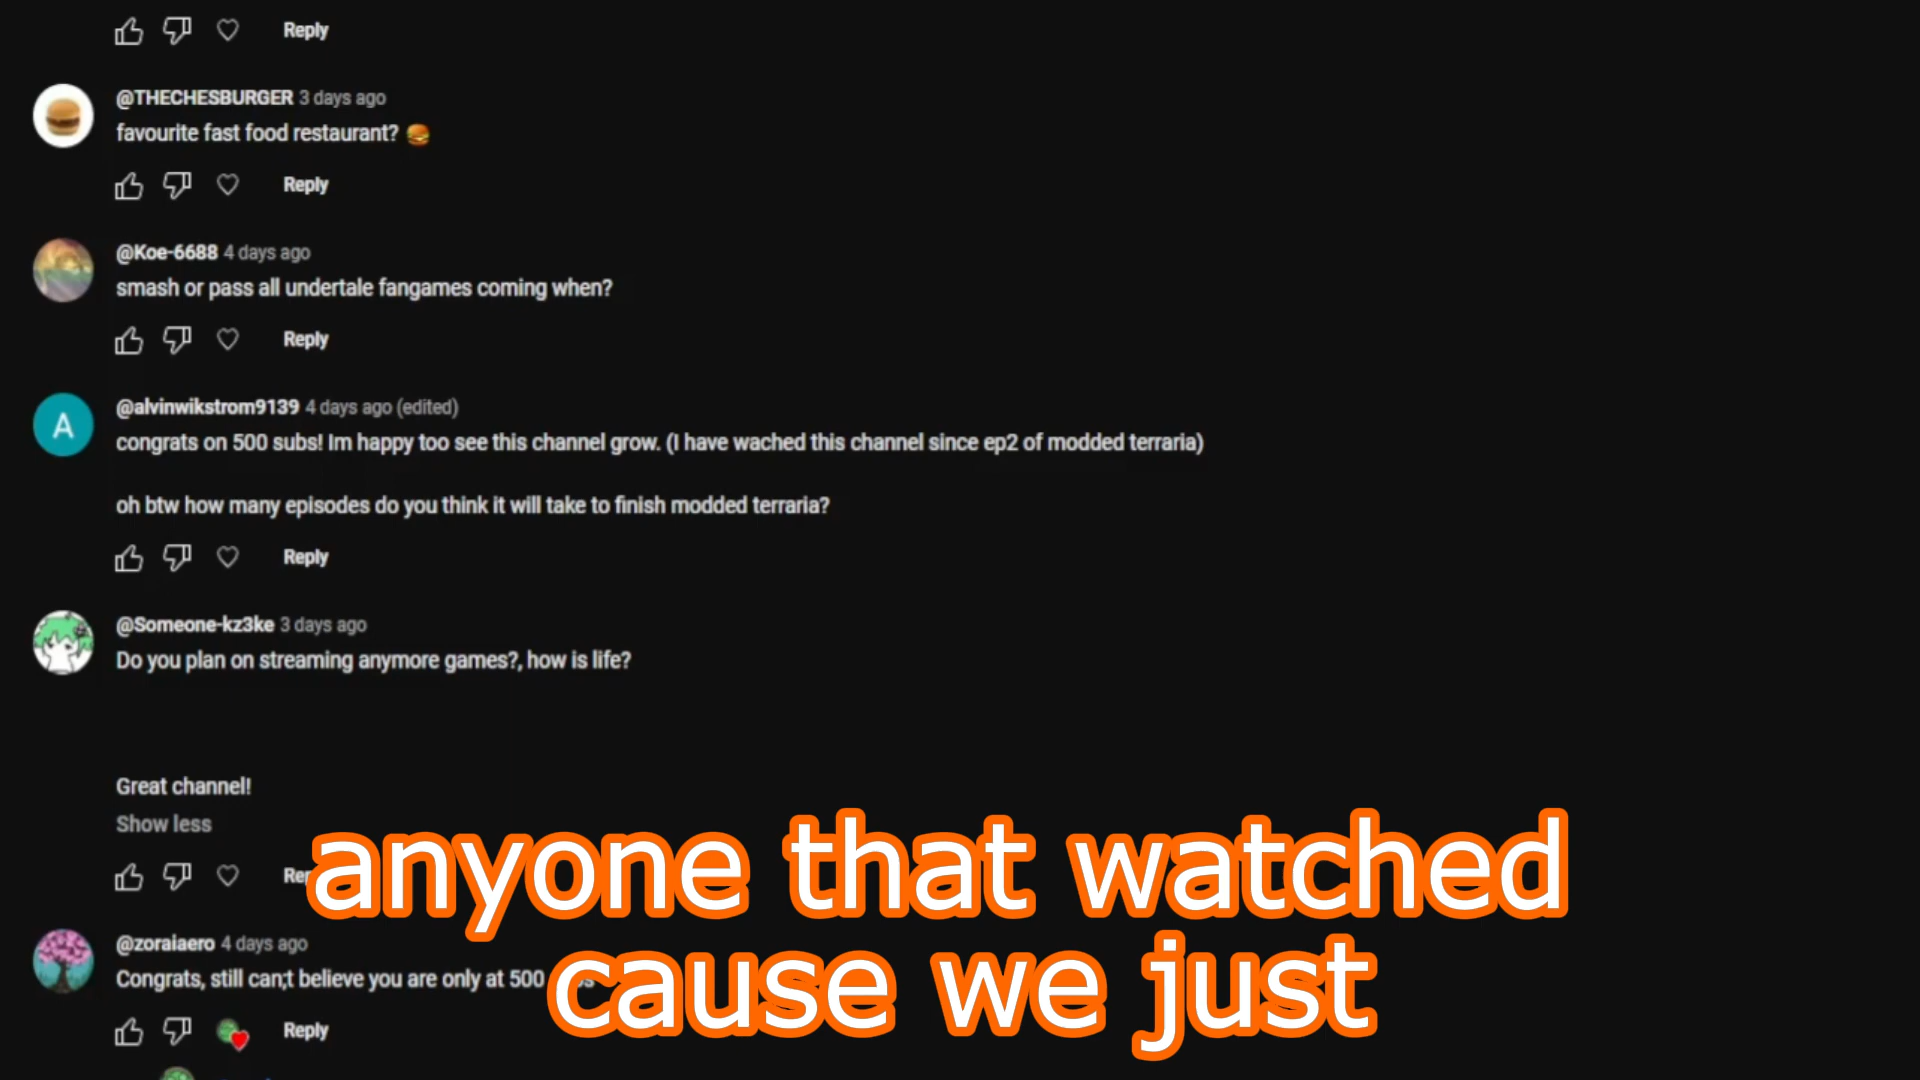 Reply
@THECHESBURGER 3 days ago
favourite fast food restaurant? 🍔
Reply
@Koe-6688 4 days ago
smash or pass all undertale fangames coming when?
Reply
A
@alvinwikstrom9139 4 days ago (edited)
congrats on 500 subs! Im happy too see this channel grow. (I have wached this channel since ep2 of modded terraria)
oh btw how many episodes do you think it will take to finish modded terraria?
Reply
@Someone-kz3ke 3 days ago
Do you plan on streaming anymore games?, how is life?
Great channel!
Show less
anyone that watched
@zoraiaero 4 days ago
Congrats, still can;t believe you are only at 500
cause we just
Reply